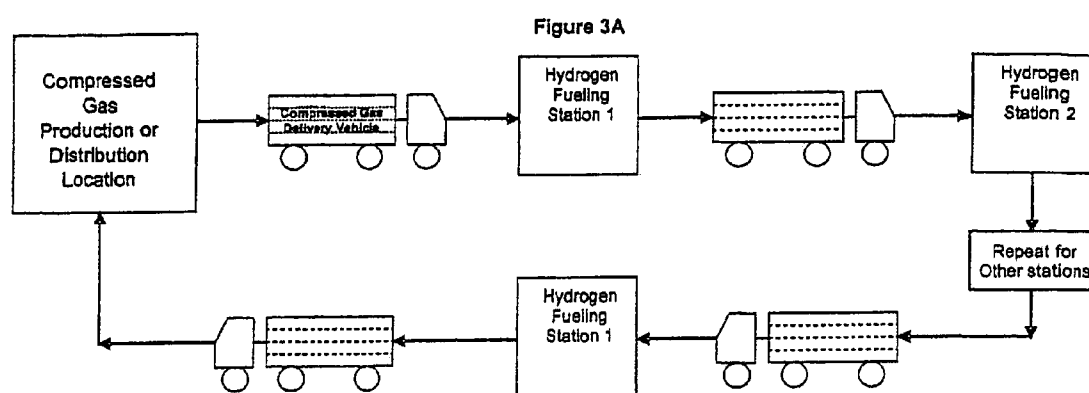 Figure 3A
Compressed
Gas
Production or
Distribution
Location
Compressed Gas
Delivery Vehicle
Hydrogen
Fueling
Station 1
Hydrogen
Fueling
Station 2
Repeat for
Other stations
Hydrogen
Fueling
Station 1